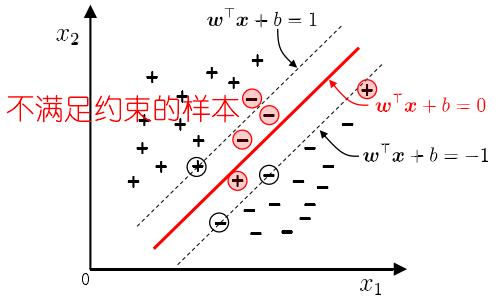 w⊤x + b = 1
x₂
不满足约束的样本
w⊤x + b = 0
w⊤x + b = −1
0
x₁